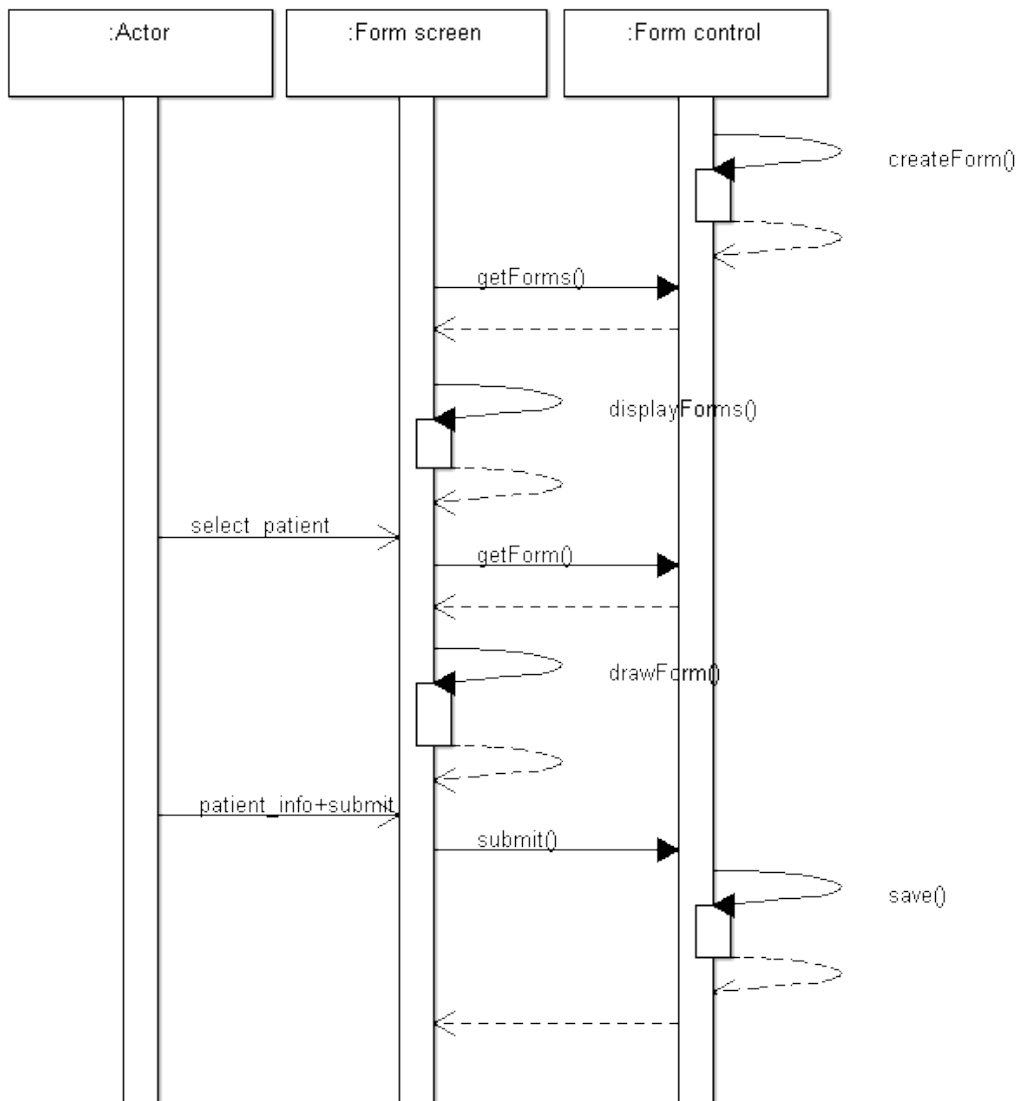 :Actor
:Form screen
:Form control
createForm()
getForms()
displayForms()
select_patient
getForm()
drawForm()
patient_info+submit
submit()
save()